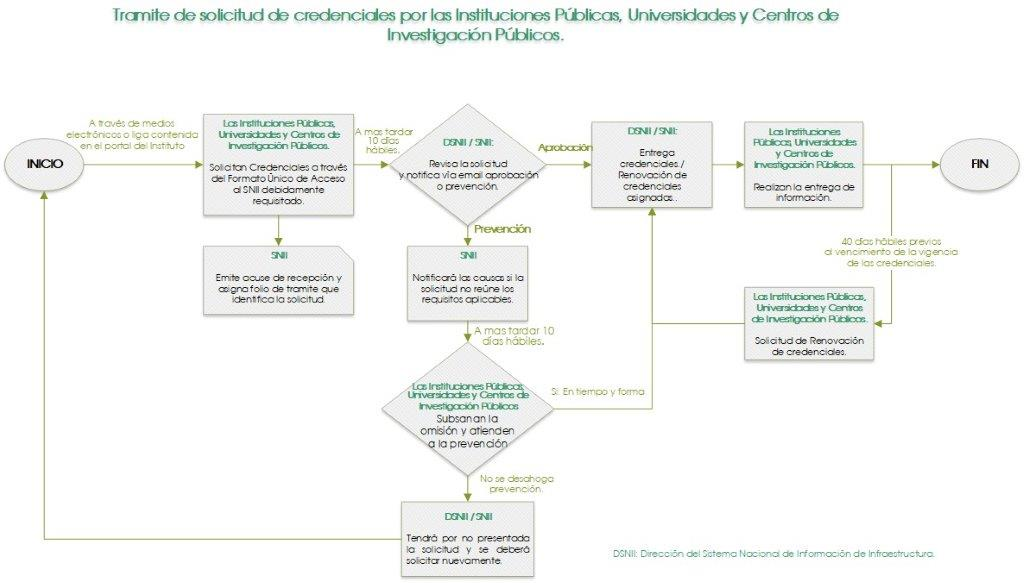 Tramite de solicitud de credenciales por las Instituciones Públicas, Universidades y Centros de
Investigación Públicos.
INICIO
A través de medios
electrónicos o liga contenida
en el portal del Instituto
Las Instituciones Públicas,
Universidades y Centros de
Investigación Públicos.
Solicitan Credenciales a través
del Formato Único de Acceso
al SNII debidamente
requisitado.
A mas tardar
10 días
hábiles.
DSNII / SNII:
Revisa la solicitud
y notifica vía email aprobación
o prevención.
Aprobación
DSNII / SNII:
Entrega
credenciales /
Renovación de
credenciales
asignadas..
Las Instituciones
Públicas, Universidades
y Centros de
Investigación Públicos.
Realizan la entrega de
información.
FIN
SNII
Emite acuse de recepción y
asigna folio de tramite que
identifica la solicitud.
Prevención
SNII
Notificará las causas si la
solicitud no reúne los
requisitos aplicables.
40 días hábiles previos
al vencimiento de la vigencia
de las credenciales.
Las Instituciones Públicas,
Universidades y Centros
de Investigación Públicos.
Solicitud de Renovación
de credenciales.
A mas tardar 10
días hábiles.
Las Instituciones Públicas,
Universidades y Centros de
Investigación Públicos
Subsanan la
omisión y atienden
a la prevención
Si: En tiempo y forma
No se desahoga
prevención.
DSNII / SNII
Tendrá por no presentada
la solicitud y se deberá
solicitar nuevamente.
DSNII: Dirección del Sistema Nacional de Información de Infraestructura.